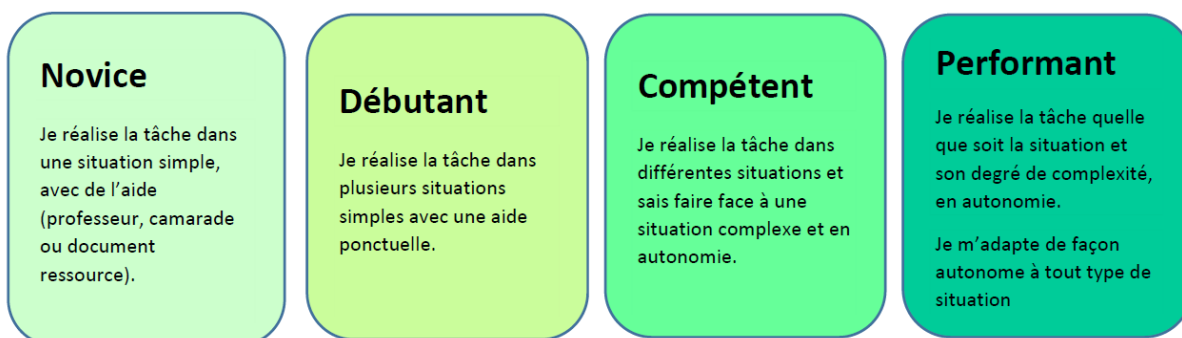 Novice
Je réalise la tâche dans
une situation simple,
avec de l’aide
(professeur, camarade
ou document
ressource).
Débutant
Je réalise la tâche dans
plusieurs situations
simples avec une aide
ponctuelle.
Compétent
Je réalise la tâche dans
différentes situations et
sais faire face à une
situation complexe et en
autonomie.
Performant
Je réalise la tâche quelle
que soit la situation et
son degré de complexité,
en autonomie.
Je m’adapte de façon
autonome à tout type de
situation